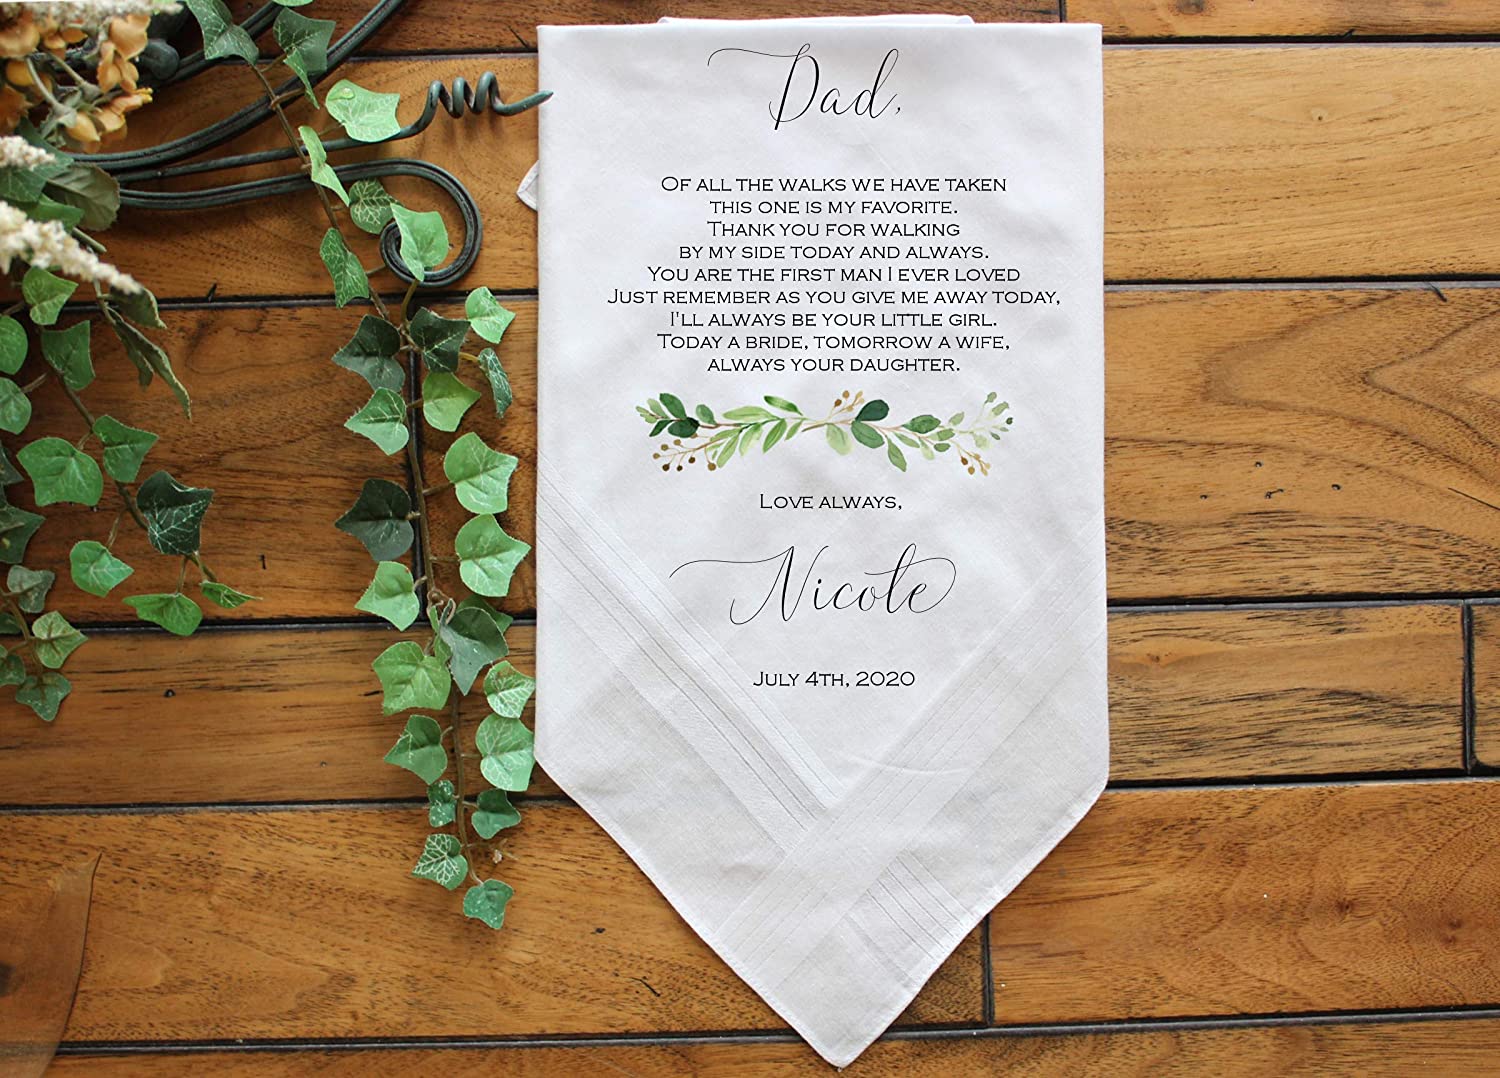 Dad,
Of all the walks we have taken
this one is my favorite.
Thank you for walking
by my side today and always.
You are the first man I ever loved
Just remember as you give me away today,
I'll always be your little girl.
Today a bride, tomorrow a wife,
always your daughter.
Love always,
Nicole
July 4th, 2020